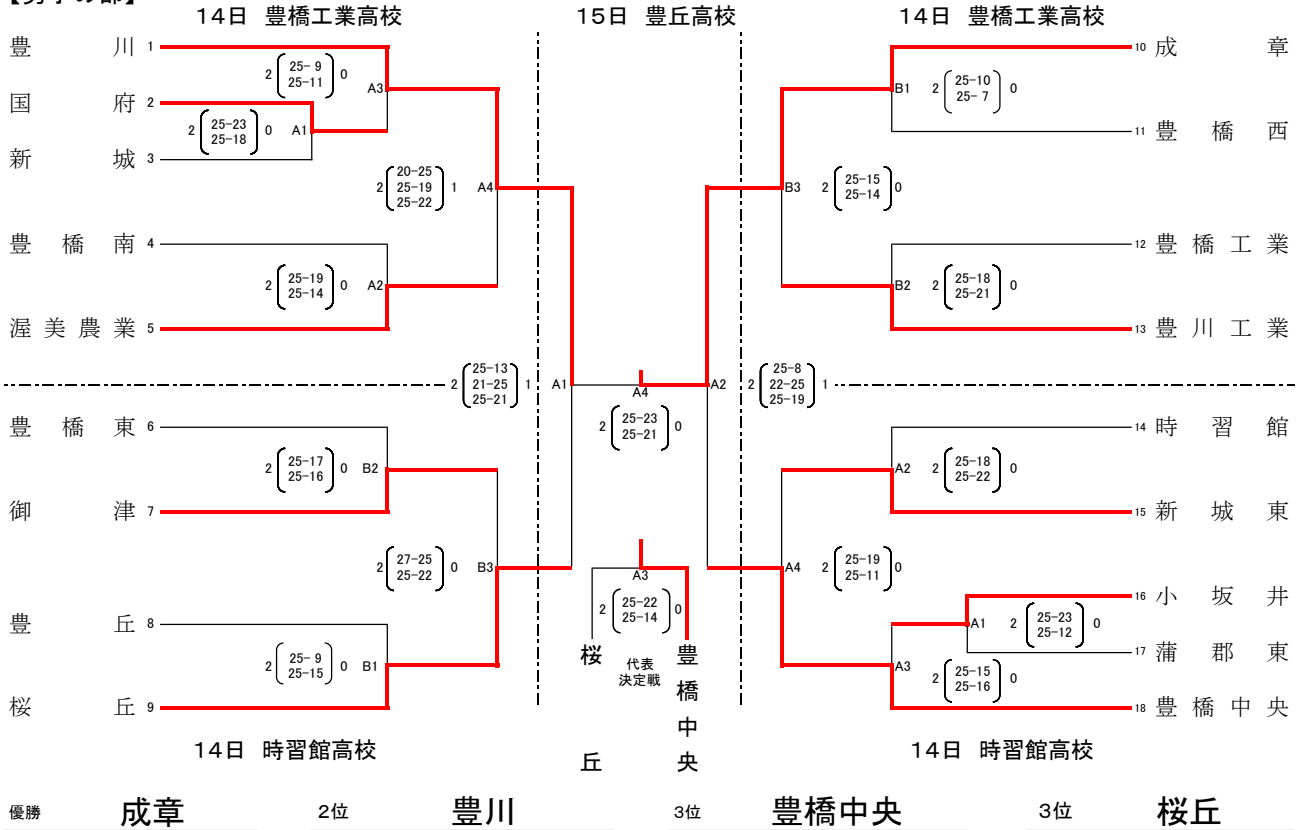 14日 豊橋工業高校
15日 豊丘高校
14日 豊橋工業高校
豊川 1
2 25-9 25-11 0 A3
国府 2
2 25-23 25-18 0 A1
新城 3
2 20-25 25-19 25-22 1 A4
豊橋南 4
2 25-19 25-14 0 A2
渥美農業 5
2 25-13 21-25 25-21 1 A1
豊橋東 6
2 25-17 25-16 0 B2
御津 7
2 27-25 25-22 0 B3
豊丘 8
2 25-9 25-15 0 B1
桜丘 9
14日 時習館高校
A4
2 25-23 25-21 0
A3
2 25-22 25-14 0
桜丘
代表
決定戦
豊橋中央
10 成章
B1 2 25-10 25-7 0
11 豊橋西
B3 2 25-15 25-14 0
12 豊橋工業
B2 2 25-18 25-21 0
13 豊川工業
A2 2 25-8 22-25 25-19 1
14 時習館
A2 2 25-18 25-22 0
15 新城東
A4 2 25-19 25-11 0
16 小坂井
A1 2 25-23 25-12 0
17 蒲郡東
A3 2 25-15 25-16 0
18 豊橋中央
14日 時習館高校
優勝 成章 2位 豊川 3位 豊橋中央 3位 桜丘